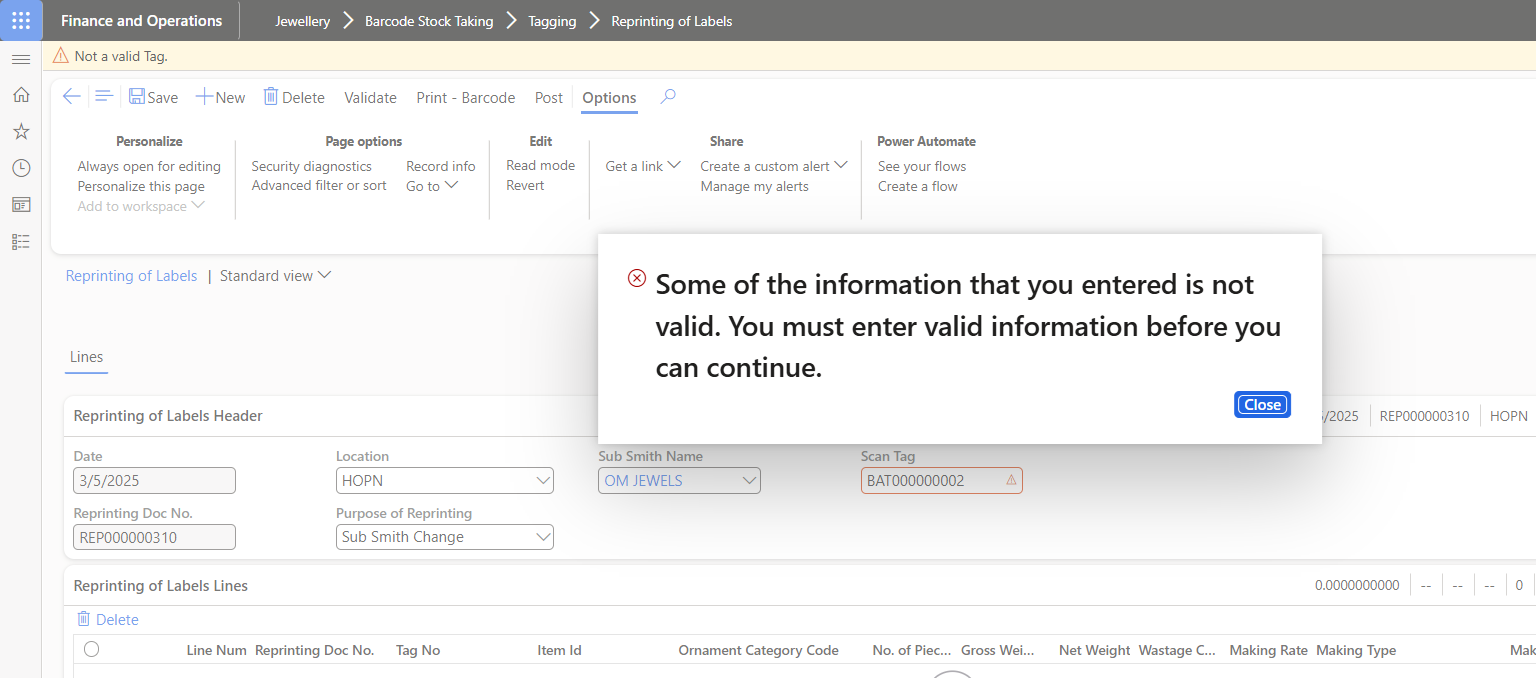 Finance and Operations
Jewellery > Barcode Stock Taking > Tagging > Reprinting of Labels
Not a valid Tag.
Save New Delete Validate Print - Barcode Post Options
Personalize
Always open for editing
Personalize this page
Add to workspace
Page options
Security diagnostics Record info
Advanced filter or sort Go to
Edit
Read mode
Revert
Share
Get a link Create a custom alert
Manage my alerts
Power Automate
See your flows
Create a flow
Reprinting of Labels | Standard view
Some of the information that you entered is not
valid. You must enter valid information before you
can continue.
Close
Lines
Reprinting of Labels Header
/2025 REP000000310 HOPN
Date Location Sub Smith Name Scan Tag
3/5/2025 HOPN OM JEWELS BAT000000002
Reprinting Doc No. Purpose of Reprinting
REP000000310 Sub Smith Change
Reprinting of Labels Lines 0.0000000000 -- -- -- 0
Delete
Line Num Reprinting Doc No. Tag No Item Id Ornament Category Code No. of Piec... Gross Wei... Net Weight Wastage C... Making Rate Making Type Mak